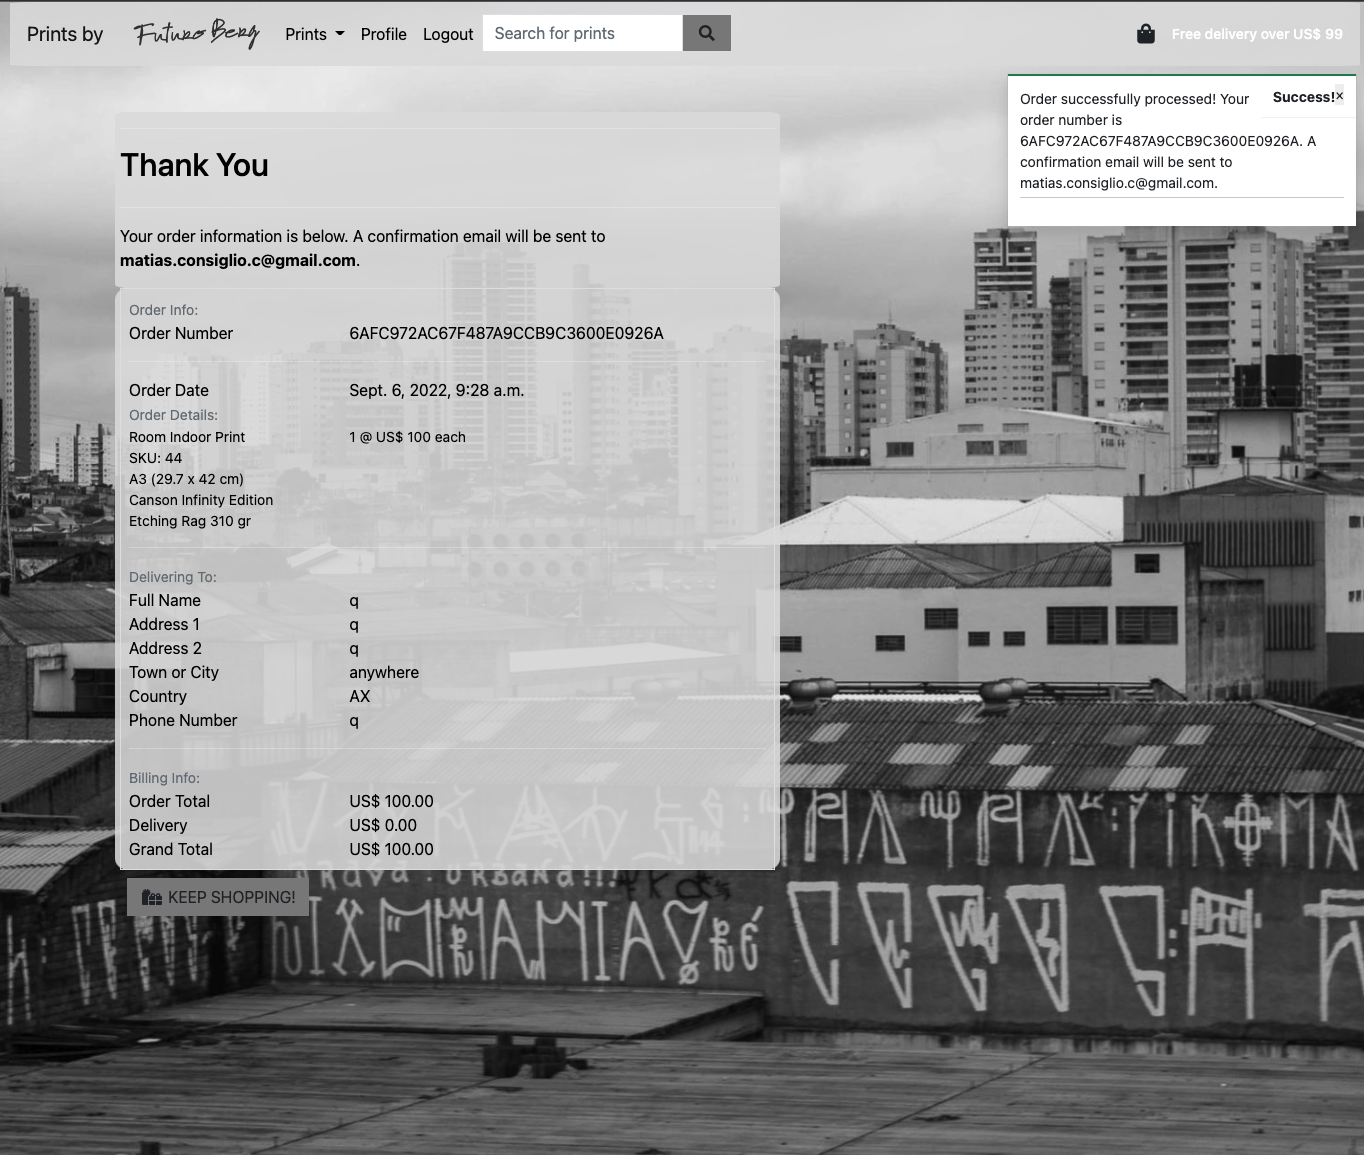 Prints by Futuro Berg Prints Profile Logout Search for prints Free delivery over US$ 99
Success!×
Order successfully processed! Your
order number is
6AFC972AC67F487A9CCB9C3600E0926A. A
confirmation email will be sent to
matias.consiglio.c@gmail.com.
Thank You
Your order information is below. A confirmation email will be sent to
matias.consiglio.c@gmail.com.
Order Info:
Order Number 6AFC972AC67F487A9CCB9C3600E0926A
Order Date Sept. 6, 2022, 9:28 a.m.
Order Details:
Room Indoor Print 1 @ US$ 100 each
SKU: 44
A3 (29.7 x 42 cm)
Canson Infinity Edition
Etching Rag 310 gr
Delivering To:
Full Name q
Address 1 q
Address 2 q
Town or City anywhere
Country AX
Phone Number q
Billing Info:
Order Total US$ 100.00
Delivery US$ 0.00
Grand Total US$ 100.00
KEEP SHOPPING!